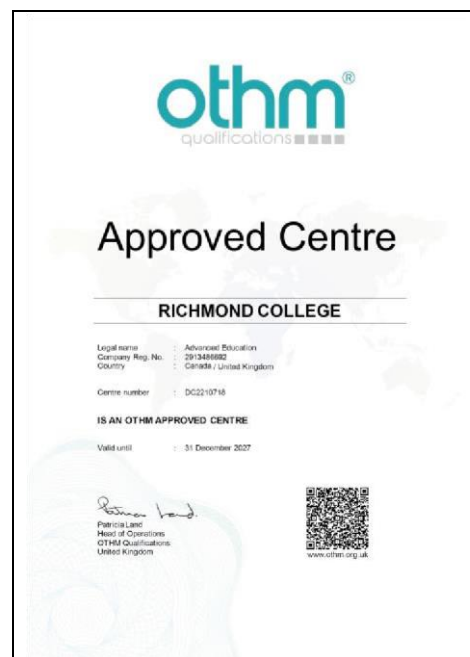 othm®
qualifications
Approved Centre
RICHMOND COLLEGE
Legal name : Advanced Education
Company Reg. No. : 2913486682
Country : Canada / United Kingdom
Centre number : DC2210718
IS AN OTHM APPROVED CENTRE
Valid until : 31 December 2027
Patricia Land
Head of Operations
OTHM Qualifications
United Kingdom
www.othm.org.uk